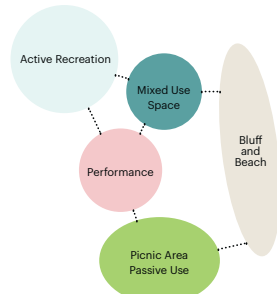 Active Recreation
Mixed Use
Space
Bluff
and
Beach
Performance
Picnic Area
Passive Use